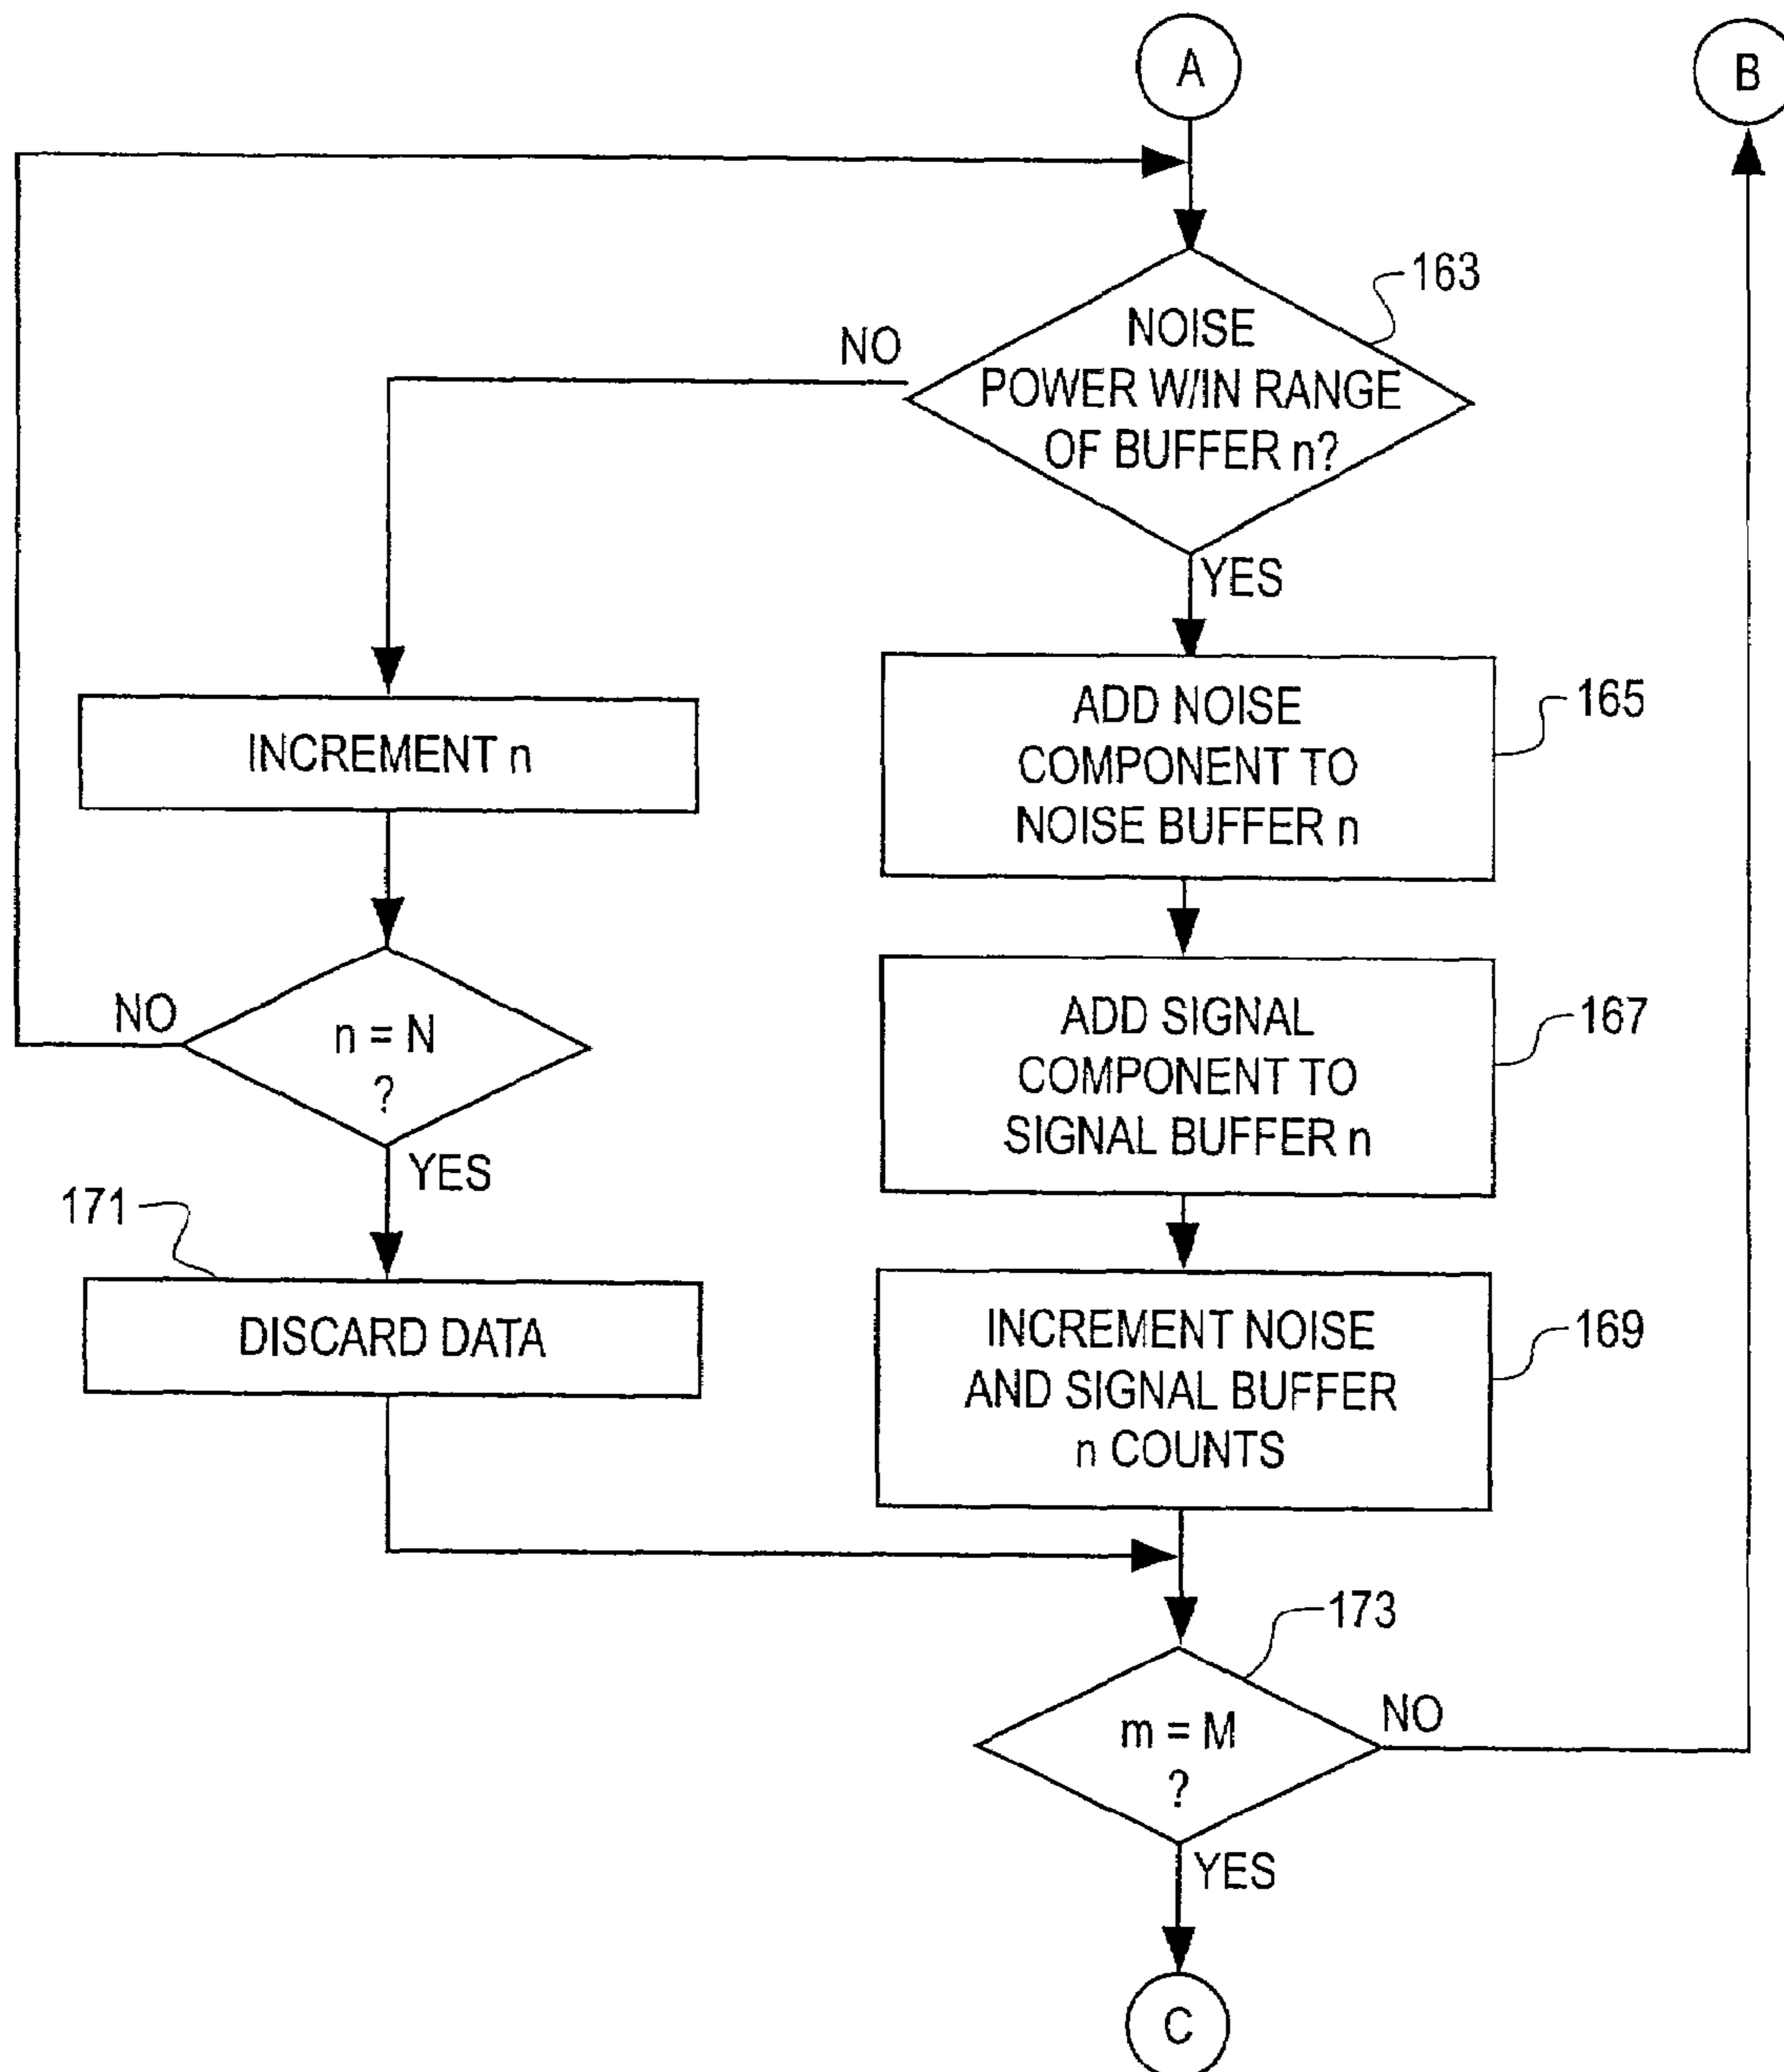 A
B
163
NO
NOISE
POWER W/IN RANGE
OF BUFFER n?
YES
165
ADD NOISE
COMPONENT TO
NOISE BUFFER n
INCREMENT n
167
ADD SIGNAL
COMPONENT TO
SIGNAL BUFFER n
NO
n = N
?
YES
171
DISCARD DATA
169
INCREMENT NOISE
AND SIGNAL BUFFER
n COUNTS
173
m = M
?
NO
YES
C